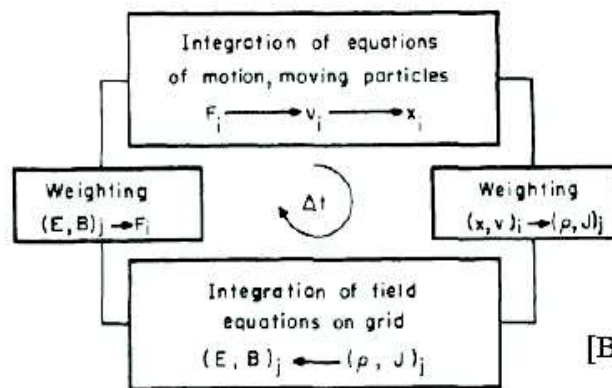 Integration of equations
of motion, moving particles
F_i ⟶ v_i ⟶ x_i
Weighting
(E, B)_j ⟶ F_i
Δt
Weighting
(x, v)_i ⟶ (ρ, J)_j
Integration of field
equations on grid
(E, B)_j ⟵ (ρ, J)_j
[B